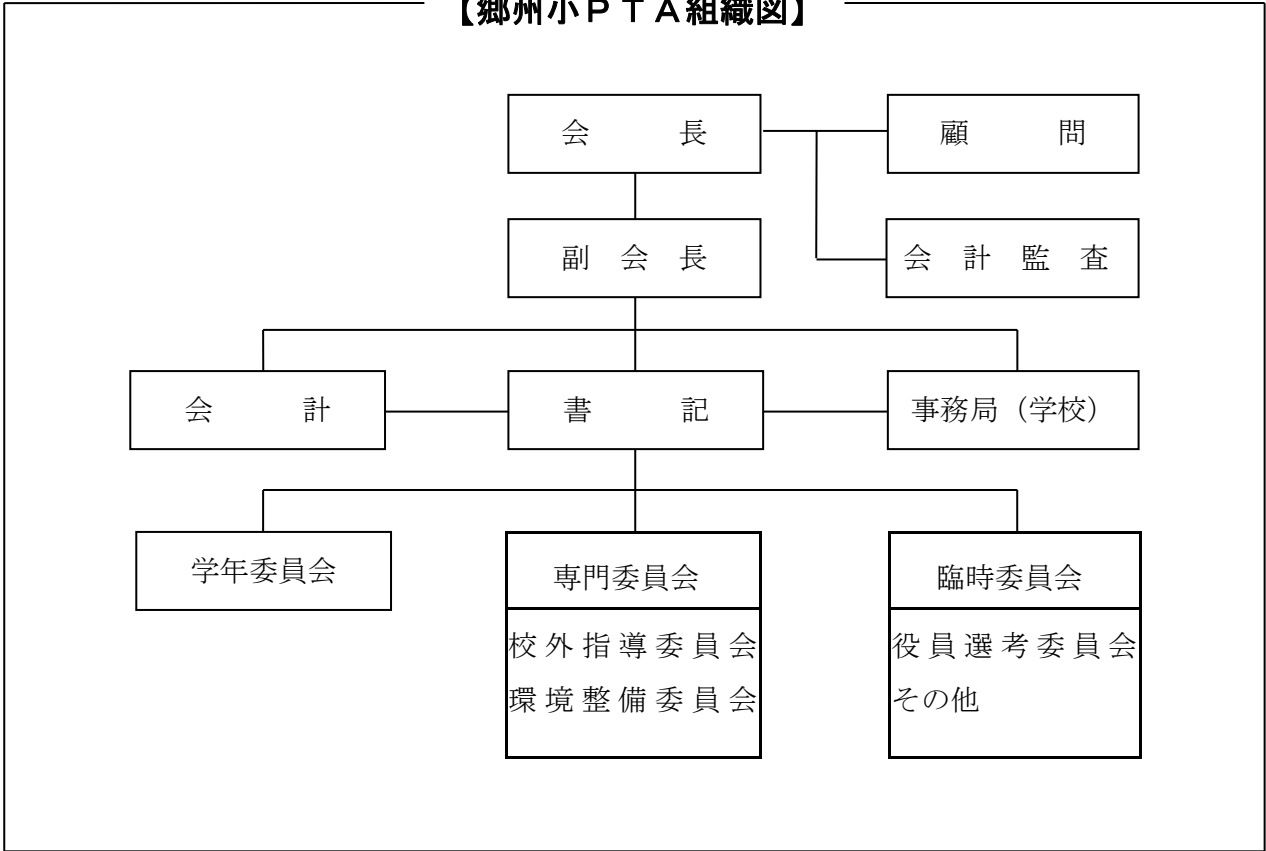 【郷州小ＰＴＡ組織図】
会　　　長
顧　　　問
副　会　長
会　計　監　査
会　　　計
書　　　記
事務局（学校）
学年委員会
専門委員会
臨時委員会
校外指導委員会
役員選考委員会
環境整備委員会
その他